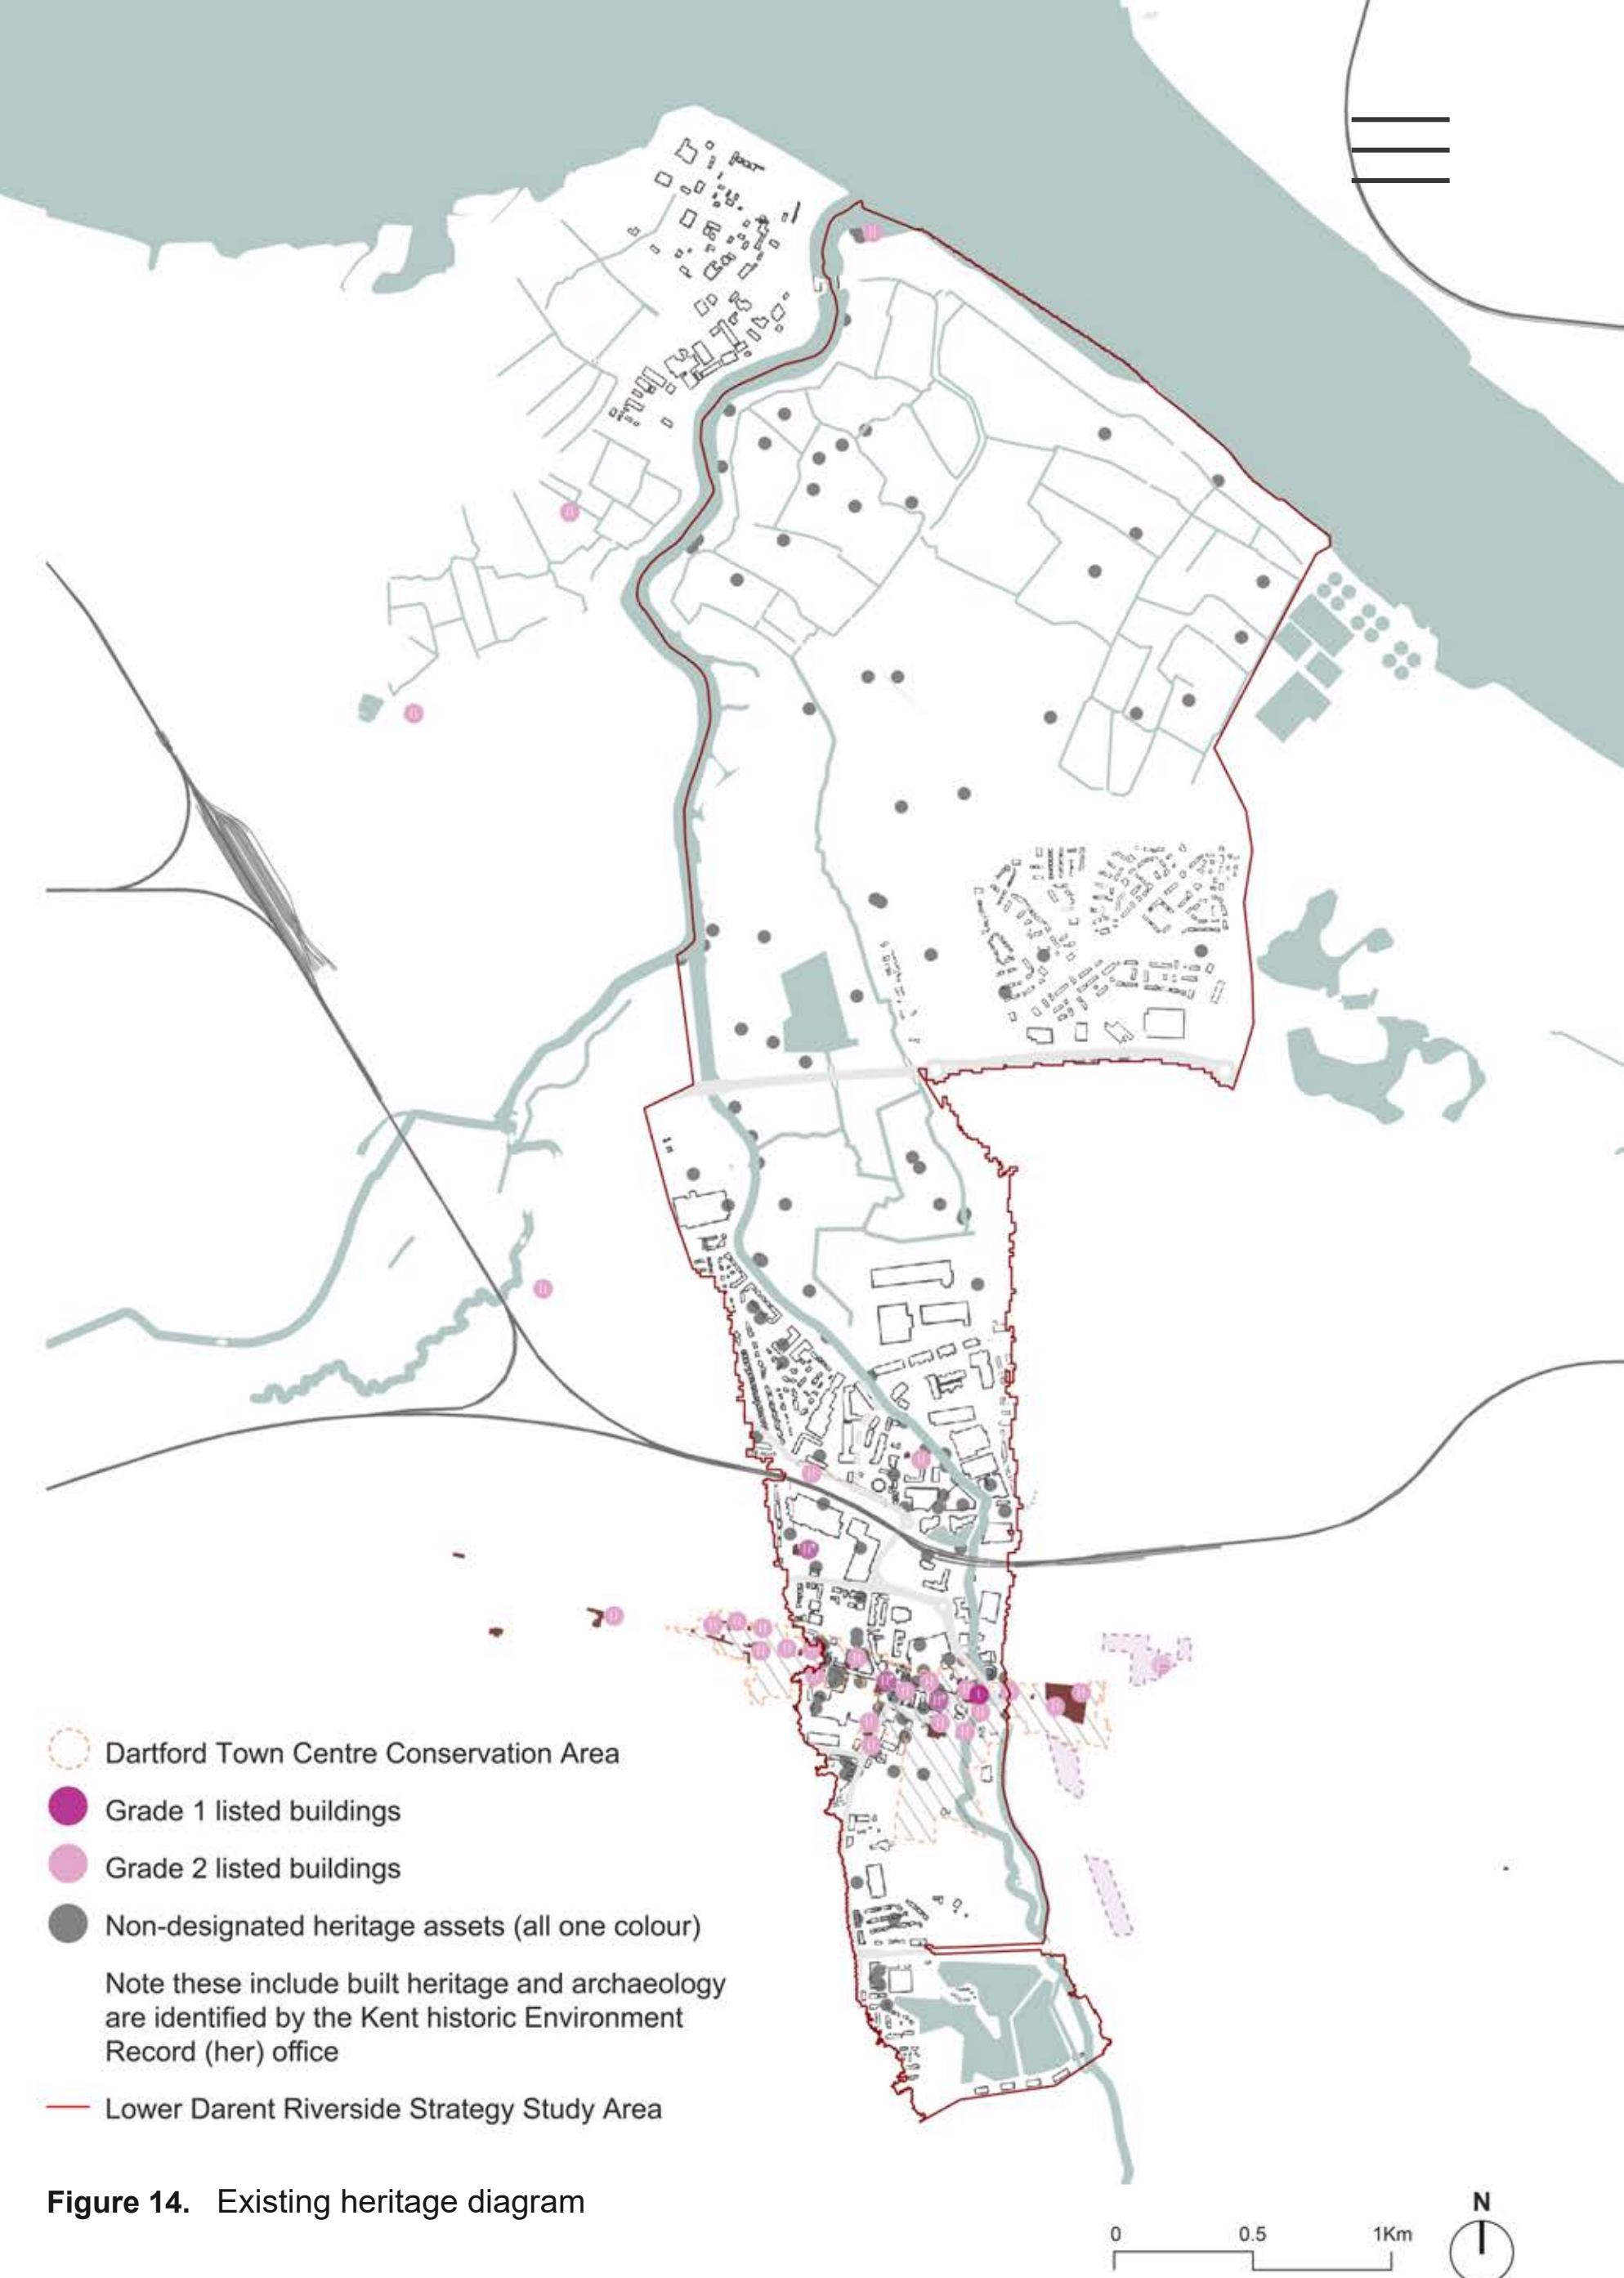 Dartford Town Centre Conservation Area
Grade 1 listed buildings
Grade 2 listed buildings
Non-designated heritage assets (all one colour)
Note these include built heritage and archaeology
are identified by the Kent historic Environment
Record (her) office
Lower Darent Riverside Strategy Study Area
Figure 14. Existing heritage diagram
N
0 0.5 1Km